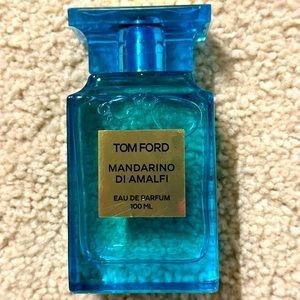 TOM FORD
MANDARINO
DI AMALFI
EAU DE PARFUM
100 ML